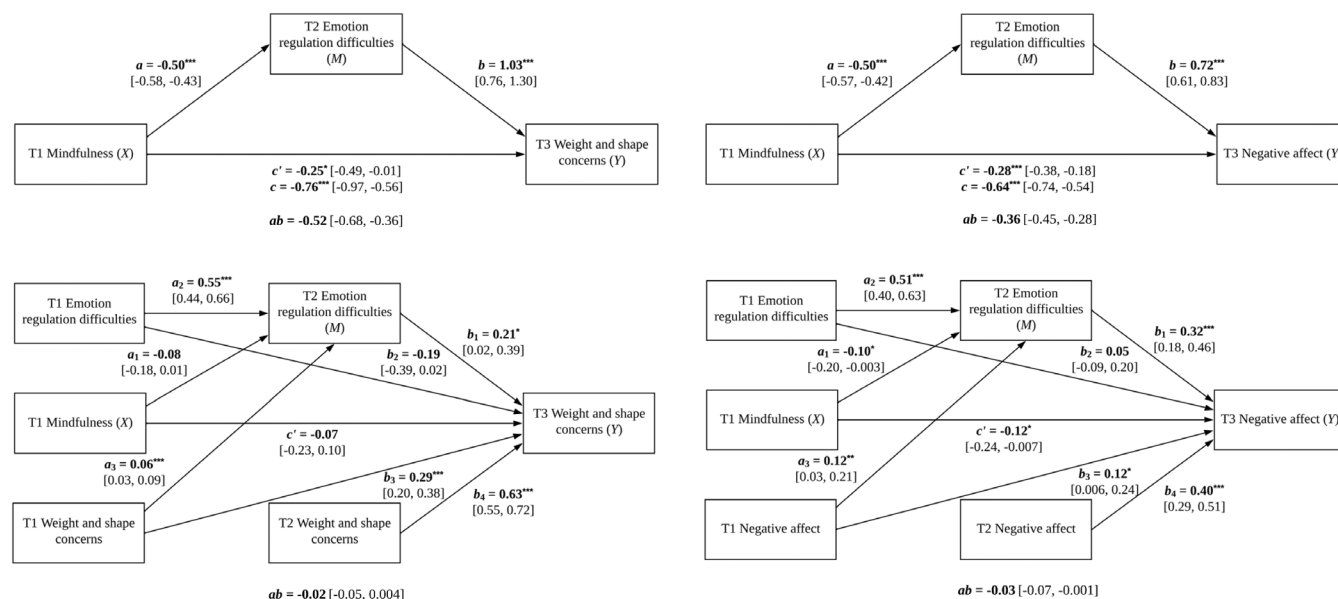 T2 Emotion
regulation difficulties
(M)
a = -0.50***
[-0.58, -0.43]
b = 1.03***
[0.76, 1.30]
T1 Mindfulness (X)
T3 Weight and shape
concerns (Y)
c' = -0.25* [-0.49, -0.01]
c = -0.76*** [-0.97, -0.56]
ab = -0.52 [-0.68, -0.36]
T2 Emotion
regulation difficulties
(M)
a = -0.50***
[-0.57, -0.42]
b = 0.72***
[0.61, 0.83]
T1 Mindfulness (X)
T3 Negative affect (Y)
c' = -0.28*** [-0.38, -0.18]
c = -0.64*** [-0.74, -0.54]
ab = -0.36 [-0.45, -0.28]
T1 Emotion
regulation difficulties
a₂ = 0.55***
[0.44, 0.66]
T2 Emotion
regulation difficulties
(M)
b₁ = 0.21*
[0.02, 0.39]
a₁ = -0.08
[-0.18, 0.01]
b₂ = -0.19
[-0.39, 0.02]
T1 Mindfulness (X)
T3 Weight and shape
concerns (Y)
c' = -0.07
[-0.23, 0.10]
a₃ = 0.06***
[0.03, 0.09]
b₃ = 0.29***
[0.20, 0.38]
b₄ = 0.63***
[0.55, 0.72]
T1 Weight and shape
concerns
T2 Weight and shape
concerns
ab = -0.02 [-0.05, 0.004]
T1 Emotion
regulation difficulties
a₂ = 0.51***
[0.40, 0.63]
T2 Emotion
regulation difficulties
(M)
b₁ = 0.32***
[0.18, 0.46]
a₁ = -0.10*
[-0.20, -0.003]
b₂ = 0.05
[-0.09, 0.20]
T1 Mindfulness (X)
T3 Negative affect (Y)
c' = -0.12*
[-0.24, -0.007]
a₃ = 0.12**
[0.03, 0.21]
b₃ = 0.12*
[0.006, 0.24]
b₄ = 0.40***
[0.29, 0.51]
T1 Negative affect
T2 Negative affect
ab = -0.03 [-0.07, -0.001]